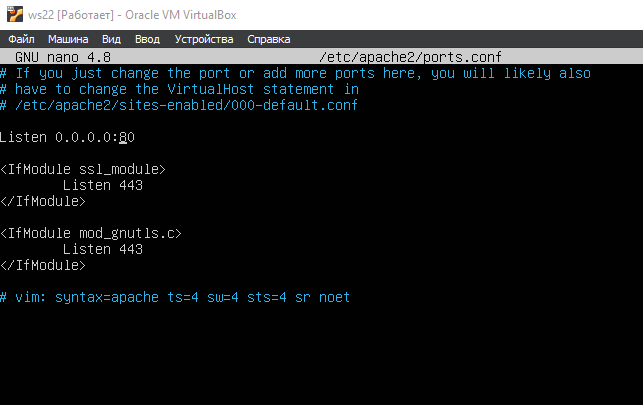 ws22 [Работает] - Oracle VM VirtualBox
Файл Машина Вид Ввод Устройства Справка
GNU nano 4.8 /etc/apache2/ports.conf
# If you just change the port or add more ports here, you will likely also
# have to change the VirtualHost statement in
# /etc/apache2/sites-enabled/000-default.conf
Listen 0.0.0.0:80
<IfModule ssl_module>
Listen 443
</IfModule>
<IfModule mod_gnutls.c>
Listen 443
</IfModule>
# vim: syntax=apache ts=4 sw=4 sts=4 sr noet